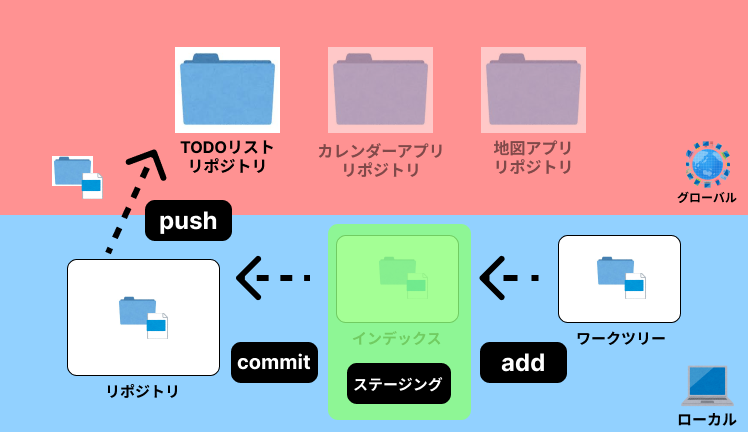 TODOリスト
リポジトリ
カレンダーアプリ
リポジトリ
地図アプリ
リポジトリ
グローバル
push
インデックス
ワークツリー
commit
add
ステージング
リポジトリ
ローカル